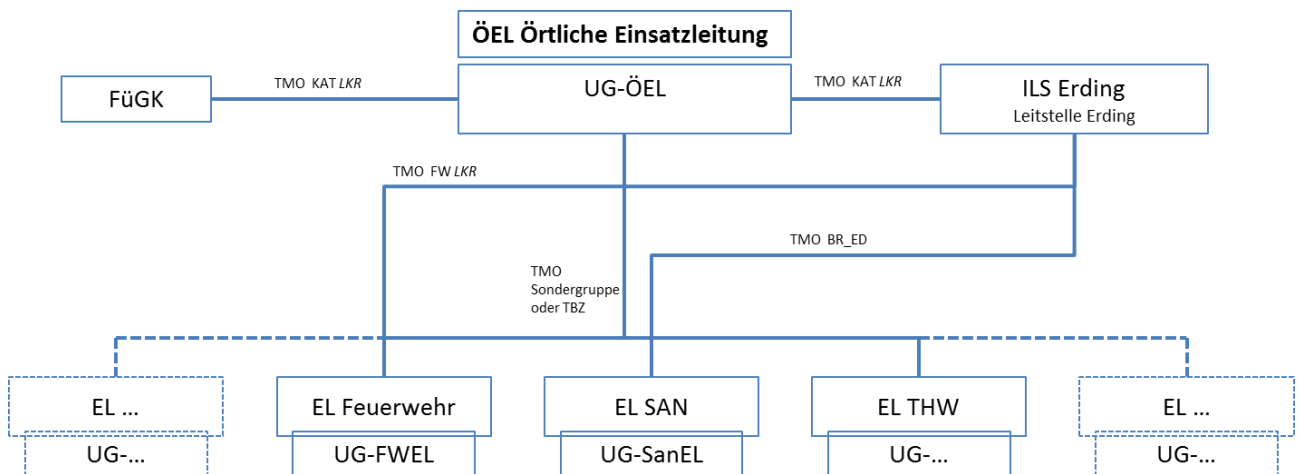 ÖEL Örtliche Einsatzleitung
FüGK
TMO KAT LKR
UG-ÖEL
TMO KAT LKR
ILS Erding
Leitstelle Erding
TMO FW LKR
TMO BR_ED
TMO
Sondergruppe
oder TBZ
EL ...
EL Feuerwehr
EL SAN
EL THW
EL ...
UG-...
UG-FWEL
UG-SanEL
UG-...
UG-...